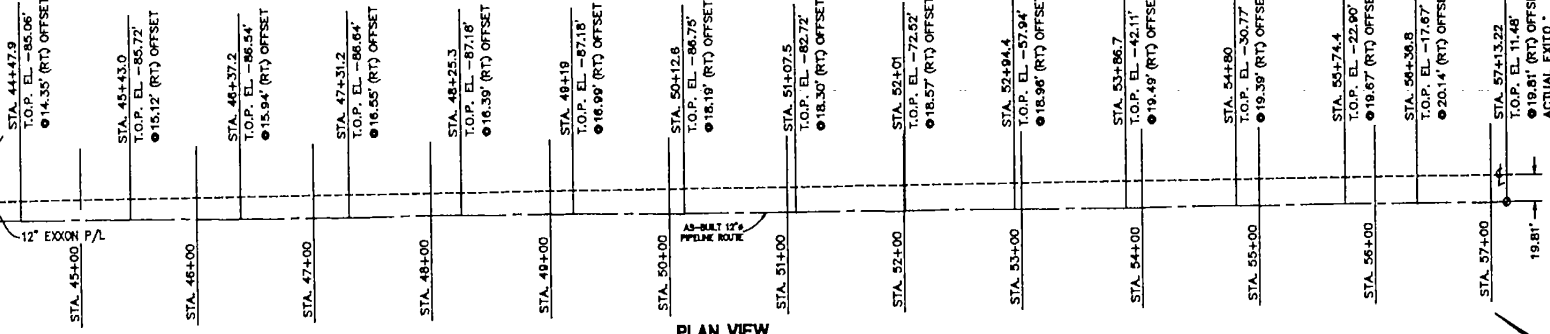 STA. 44+47.9
T.O.P. EL. -85.06'
@14.35' (RT.) OFFSET
STA. 45+43.0
T.O.P. EL. -85.72'
@15.12' (RT.) OFFSET
STA. 46+37.2
T.O.P. EL. -86.54'
@15.94' (RT.) OFFSET
STA. 47+31.2
T.O.P. EL. -86.64'
@16.55' (RT.) OFFSET
STA. 48+25.3
T.O.P. EL. -87.18'
@16.39' (RT.) OFFSET
STA. 49+19
T.O.P. EL. -87.18'
@16.99' (RT.) OFFSET
STA. 50+12.6
T.O.P. EL. -86.75'
@18.19' (RT.) OFFSET
STA. 51+07.5
T.O.P. EL. -82.72'
@18.30' (RT.) OFFSET
STA. 52+01
T.O.P. EL. -72.52'
@18.57' (RT.) OFFSET
STA. 52+94.4
T.O.P. EL. -57.94'
@18.96' (RT.) OFFSET
STA. 53+86.7
T.O.P. EL. -42.11'
@19.49' (RT.) OFFSET
STA. 54+80
T.O.P. EL. -30.77'
@19.39' (RT.) OFFSET
STA. 55+74.4
T.O.P. EL. -22.90'
@19.67' (RT.) OFFSET
STA. 56+36.8
T.O.P. EL. -17.67'
@20.14' (RT.) OFFSET
STA. 57+13.22
T.O.P. EL. 11.48'
@19.81' (RT.) OFFSET
ACTUAL EXIT
12" EXXON P/L
AS-BUILT 12"ø
PIPELINE ROUTE
STA. 45+00
STA. 46+00
STA. 47+00
STA. 48+00
STA. 49+00
STA. 50+00
STA. 51+00
STA. 52+00
STA. 53+00
STA. 54+00
STA. 55+00
STA. 56+00
STA. 57+00
19.81'
PLAN VIEW